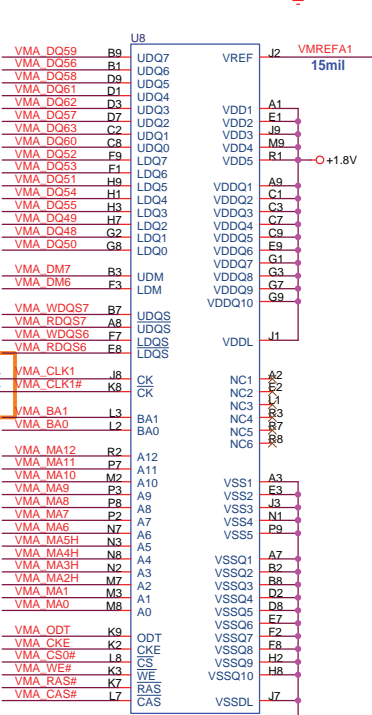 U8
VMA_DQ59 B9 UDQ7 VREF J2 VMREFA1
VMA_DQ56 B1 UDQ6 15mil
VMA_DQ58 D9 UDQ5
VMA_DQ61 D1 UDQ4
VMA_DQ62 D3 UDQ3 VDD1 A1
VMA_DQ57 D7 UDQ2 VDD2 E1
VMA_DQ63 C2 UDQ1 VDD3 J9
VMA_DQ60 C8 UDQ0 VDD4 M9
VMA_DQ52 F9 LDQ7 VDD5 R1 +1.8V
VMA_DQ53 F1 LDQ6
VMA_DQ51 H9 LDQ5 VDDQ1 A9
VMA_DQ54 H1 LDQ4 VDDQ2 C1
VMA_DQ55 H3 LDQ3 VDDQ3 C3
VMA_DQ49 H7 LDQ2 VDDQ4 C7
VMA_DQ48 G2 LDQ1 VDDQ5 C9
VMA_DQ50 G8 LDQ0 VDDQ6 E9
VDDQ7 G1
VMA_DM7 B3 UDM VDDQ8 G3
VMA_DM6 F3 LDM VDDQ9 G7
VDDQ10 G9
VMA_WDQS7 B7 UDQS
VMA_RDQS7 A8 UDQS
VMA_WDQS6 F7 LDQS VDDL J1
VMA_RDQS6 E8 LDQS
VMA_CLK1 J8 CK NC1 A2
VMA_CLK1# K8 CK NC2 E2
NC3 L1
VMA_BA1 L3 BA1 NC4 R3
VMA_BA0 L2 BA0 NC5 R7
NC6 R8
VMA_MA12 R2 A12
VMA_MA11 P7 A11
VMA_MA10 M2 A10 VSS1 A3
VMA_MA9 P3 A9 VSS2 E3
VMA_MA8 P8 A8 VSS3 J3
VMA_MA7 P2 A7 VSS4 N1
VMA_MA6 N7 A6 VSS5 P9
VMA_MA5H N3 A5
VMA_MA4H N8 A4 VSSQ1 A7
VMA_MA3H N2 A3 VSSQ2 B2
VMA_MA2H M7 A2 VSSQ3 B8
VMA_MA1 M3 A1 VSSQ4 D2
VMA_MA0 M8 A0 VSSQ5 D8
VSSQ6 E7
VMA_ODT K9 ODT VSSQ7 F2
VMA_CKE K2 CKE VSSQ8 F8
VMA_CS0# L8 CS VSSQ9 H2
VMA_WE# K3 WE VSSQ10 H8
VMA_RAS# K7 RAS
VMA_CAS# L7 CAS VSSDL J7